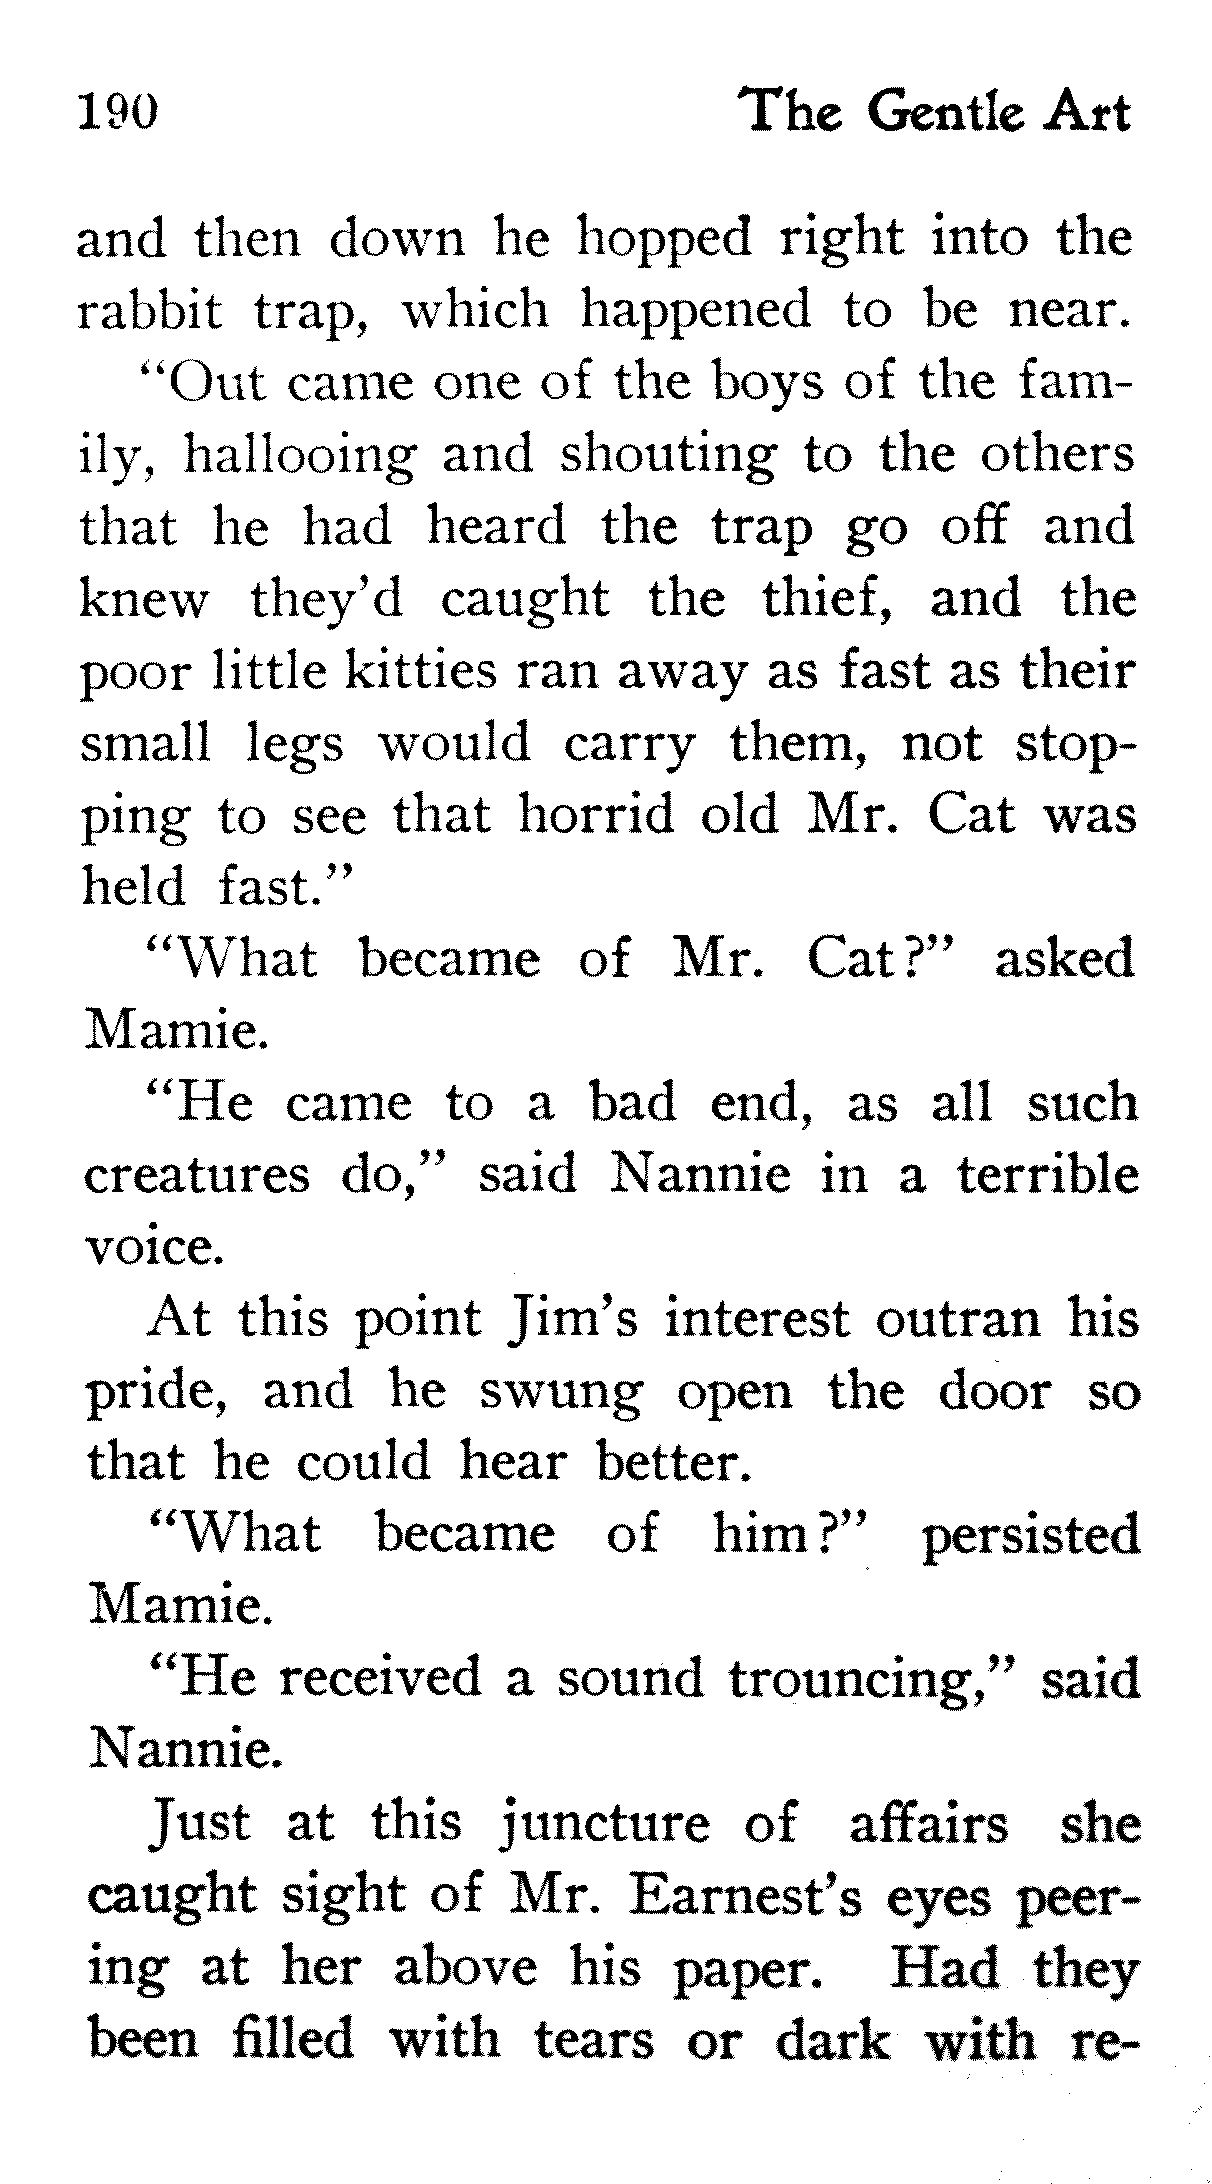 190 The Gentle Art
and then down he hopped right into the
rabbit trap, which happened to be near.
“Out came one of the boys of the fam-
ily, hallooing and shouting to the others
that he had heard the trap go off and
knew they’d caught the thief, and the
poor little kitties ran away as fast as their
small legs would carry them, not stop-
ping to see that horrid old Mr. Cat was
held fast.”
“What became of Mr. Cat?” asked
Mamie.
“He came to a bad end, as all such
creatures do,” said Nannie in a terrible
voice.
At this point Jim’s interest outran his
pride, and he swung open the door so
that he could hear better.
“What became of him?” persisted
Mamie.
“He received a sound trouncing,” said
Nannie.
Just at this juncture of affairs she
caught sight of Mr. Earnest’s eyes peer-
ing at her above his paper. Had they
been filled with tears or dark with re-